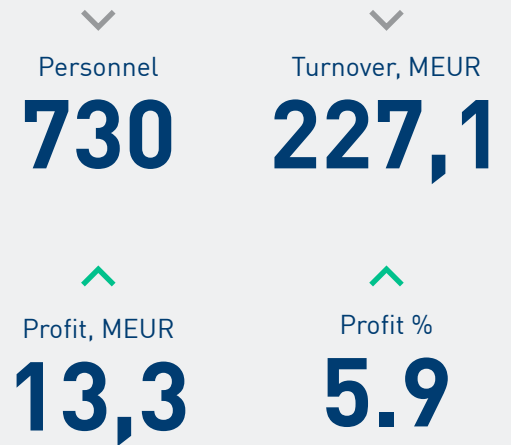 Personnel
730
Turnover, MEUR
227,1
Profit, MEUR
13,3
Profit %
5.9